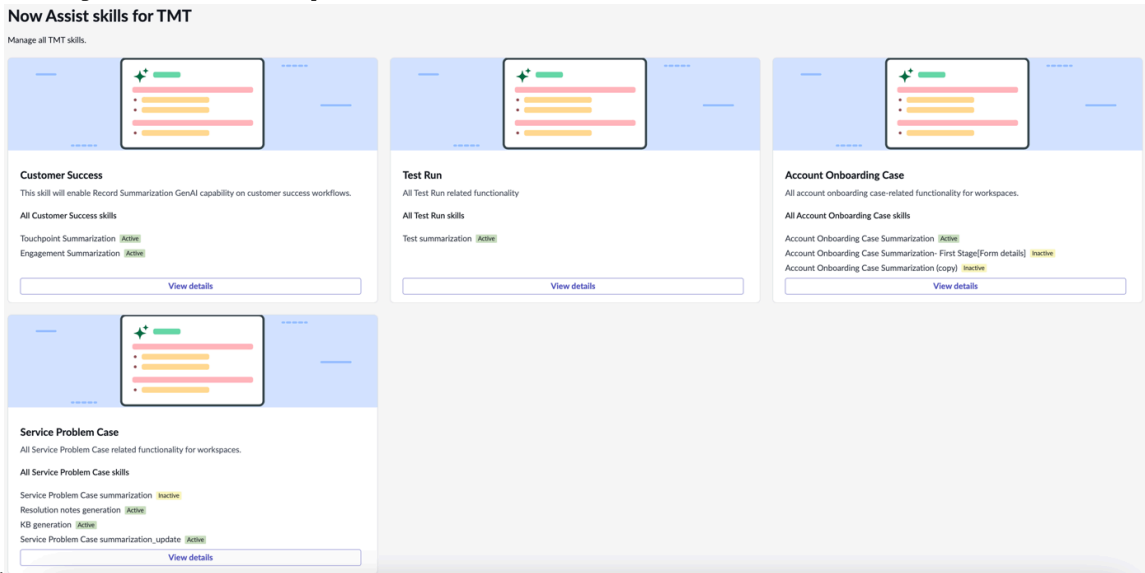 Now Assist skills for TMT
Manage all TMT skills.
Customer Success
This skill will enable Record Summarization GenAI capability on customer success workflows.
All Customer Success skills
Touchpoint Summarization Active
Engagement Summarization Active
View details
Test Run
All Test Run related functionality
All Test Run skills
Test summarization Active
View details
Account Onboarding Case
All account onboarding case-related functionality for workspaces.
All Account Onboarding Case skills
Account Onboarding Case Summarization Active
Account Onboarding Case Summarization- First Stage[Form details] Inactive
Account Onboarding Case Summarization (copy) Inactive
View details
Service Problem Case
All Service Problem Case related functionality for workspaces.
All Service Problem Case skills
Service Problem Case summarization Inactive
Resolution notes generation Active
KB generation Active
Service Problem Case summarization_update Active
View details